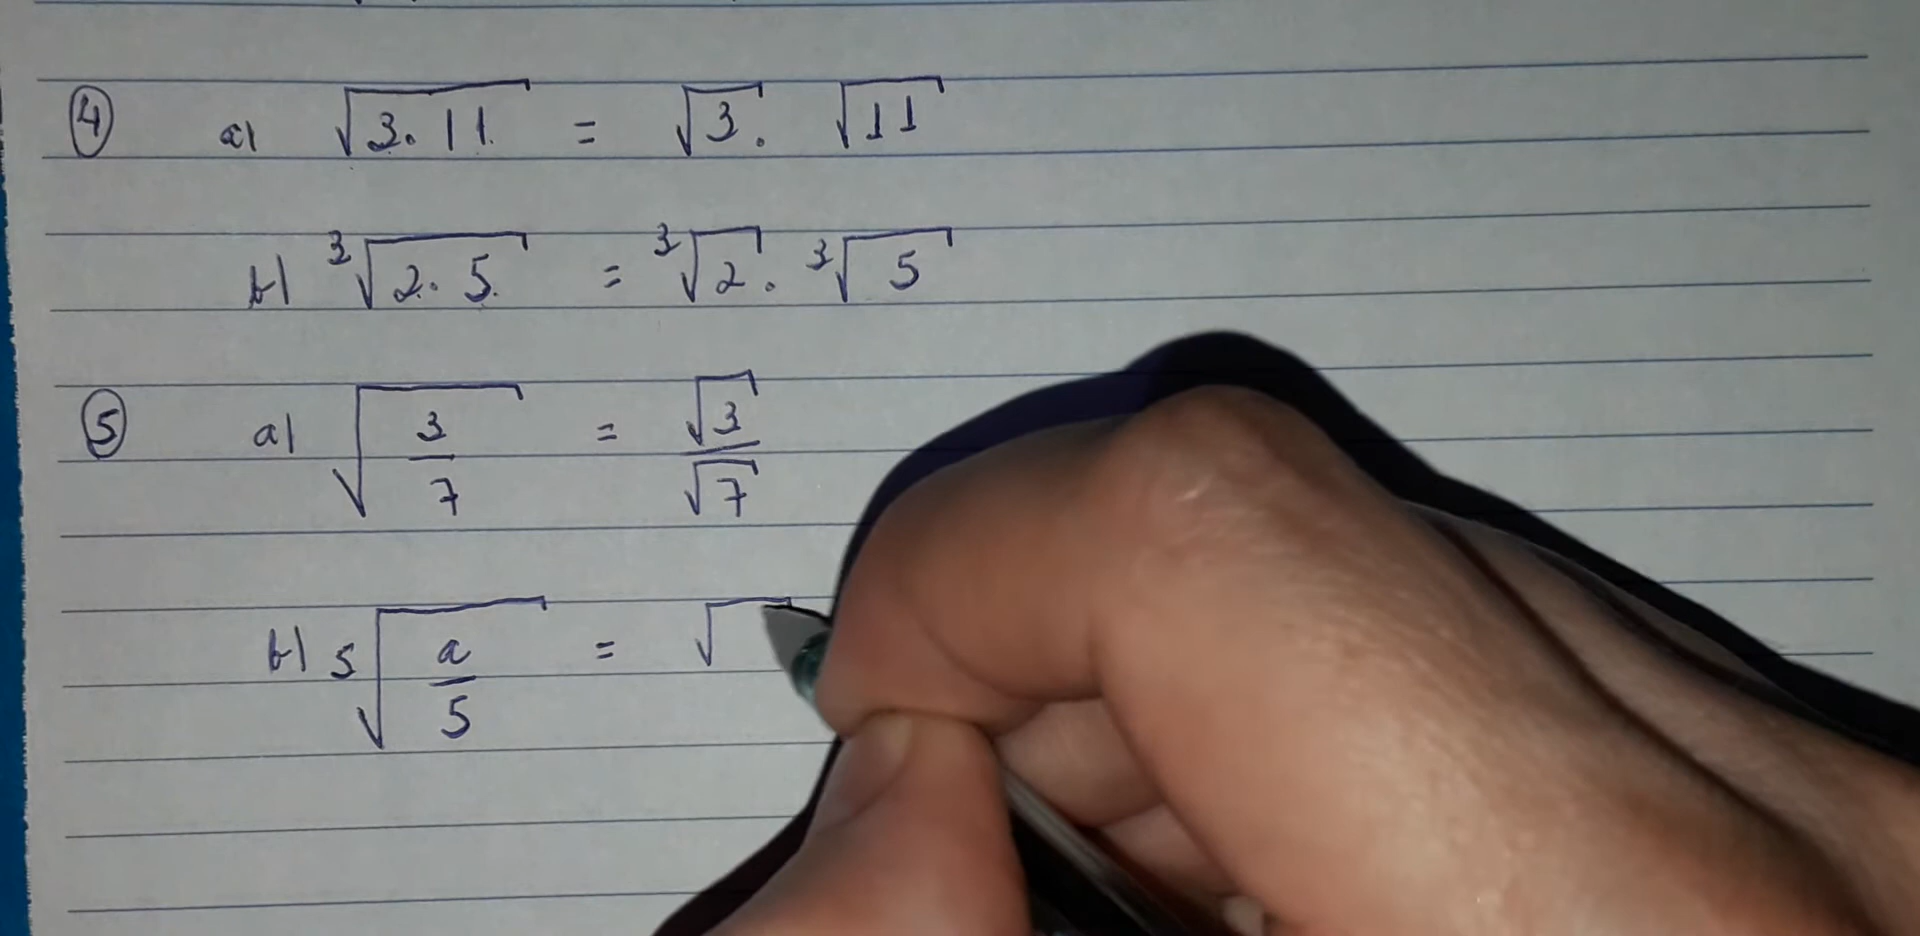 ④ a) √3·11 = √3 · √11
b) ³√2·5 = ³√2 · ³√5
⑤ a) √(3/7) = √3/√7
b) ⁵√(a/5) = √